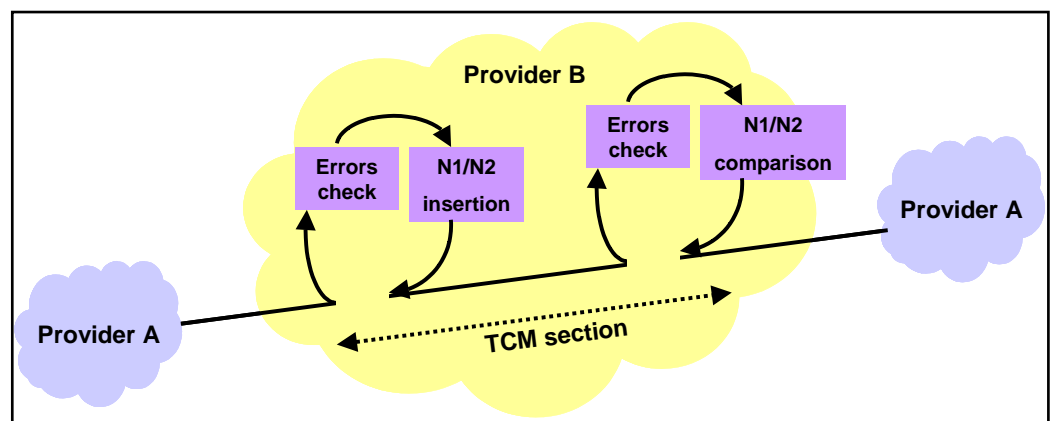 Provider B
Errors
check
N1/N2
insertion
Errors
check
N1/N2
comparison
Provider A
Provider A
TCM section